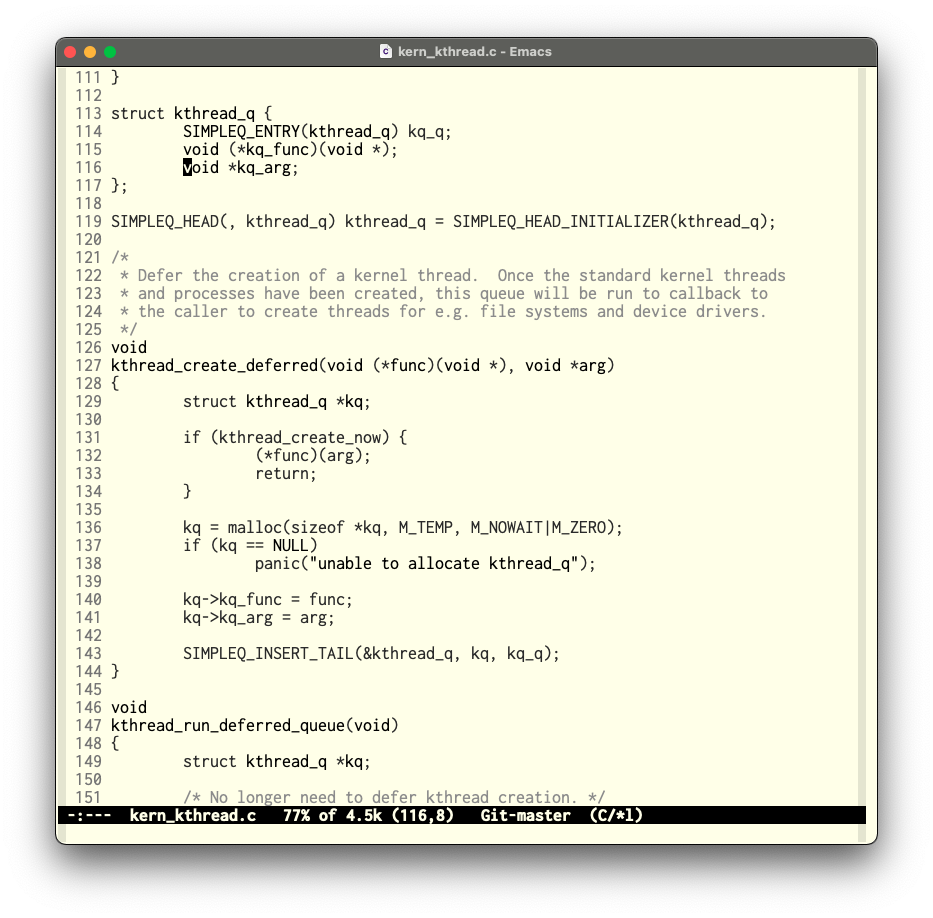 kern_kthread.c - Emacs
111 }
112
113 struct kthread_q {
114         SIMPLEQ_ENTRY(kthread_q) kq_q;
115         void (*kq_func)(void *);
116         void *kq_arg;
117 };
118
119 SIMPLEQ_HEAD(, kthread_q) kthread_q = SIMPLEQ_HEAD_INITIALIZER(kthread_q);
120
121 /*
122  * Defer the creation of a kernel thread.  Once the standard kernel threads
123  * and processes have been created, this queue will be run to callback to
124  * the caller to create threads for e.g. file systems and device drivers.
125  */
126 void
127 kthread_create_deferred(void (*func)(void *), void *arg)
128 {
129         struct kthread_q *kq;
130
131         if (kthread_create_now) {
132                 (*func)(arg);
133                 return;
134         }
135
136         kq = malloc(sizeof *kq, M_TEMP, M_NOWAIT|M_ZERO);
137         if (kq == NULL)
138                 panic("unable to allocate kthread_q");
139
140         kq->kq_func = func;
141         kq->kq_arg = arg;
142
143         SIMPLEQ_INSERT_TAIL(&kthread_q, kq, kq_q);
144 }
145
146 void
147 kthread_run_deferred_queue(void)
148 {
149         struct kthread_q *kq;
150
151         /* No longer need to defer kthread creation. */
-:---  kern_kthread.c   77% of 4.5k (116,8)   Git-master  (C/*l)